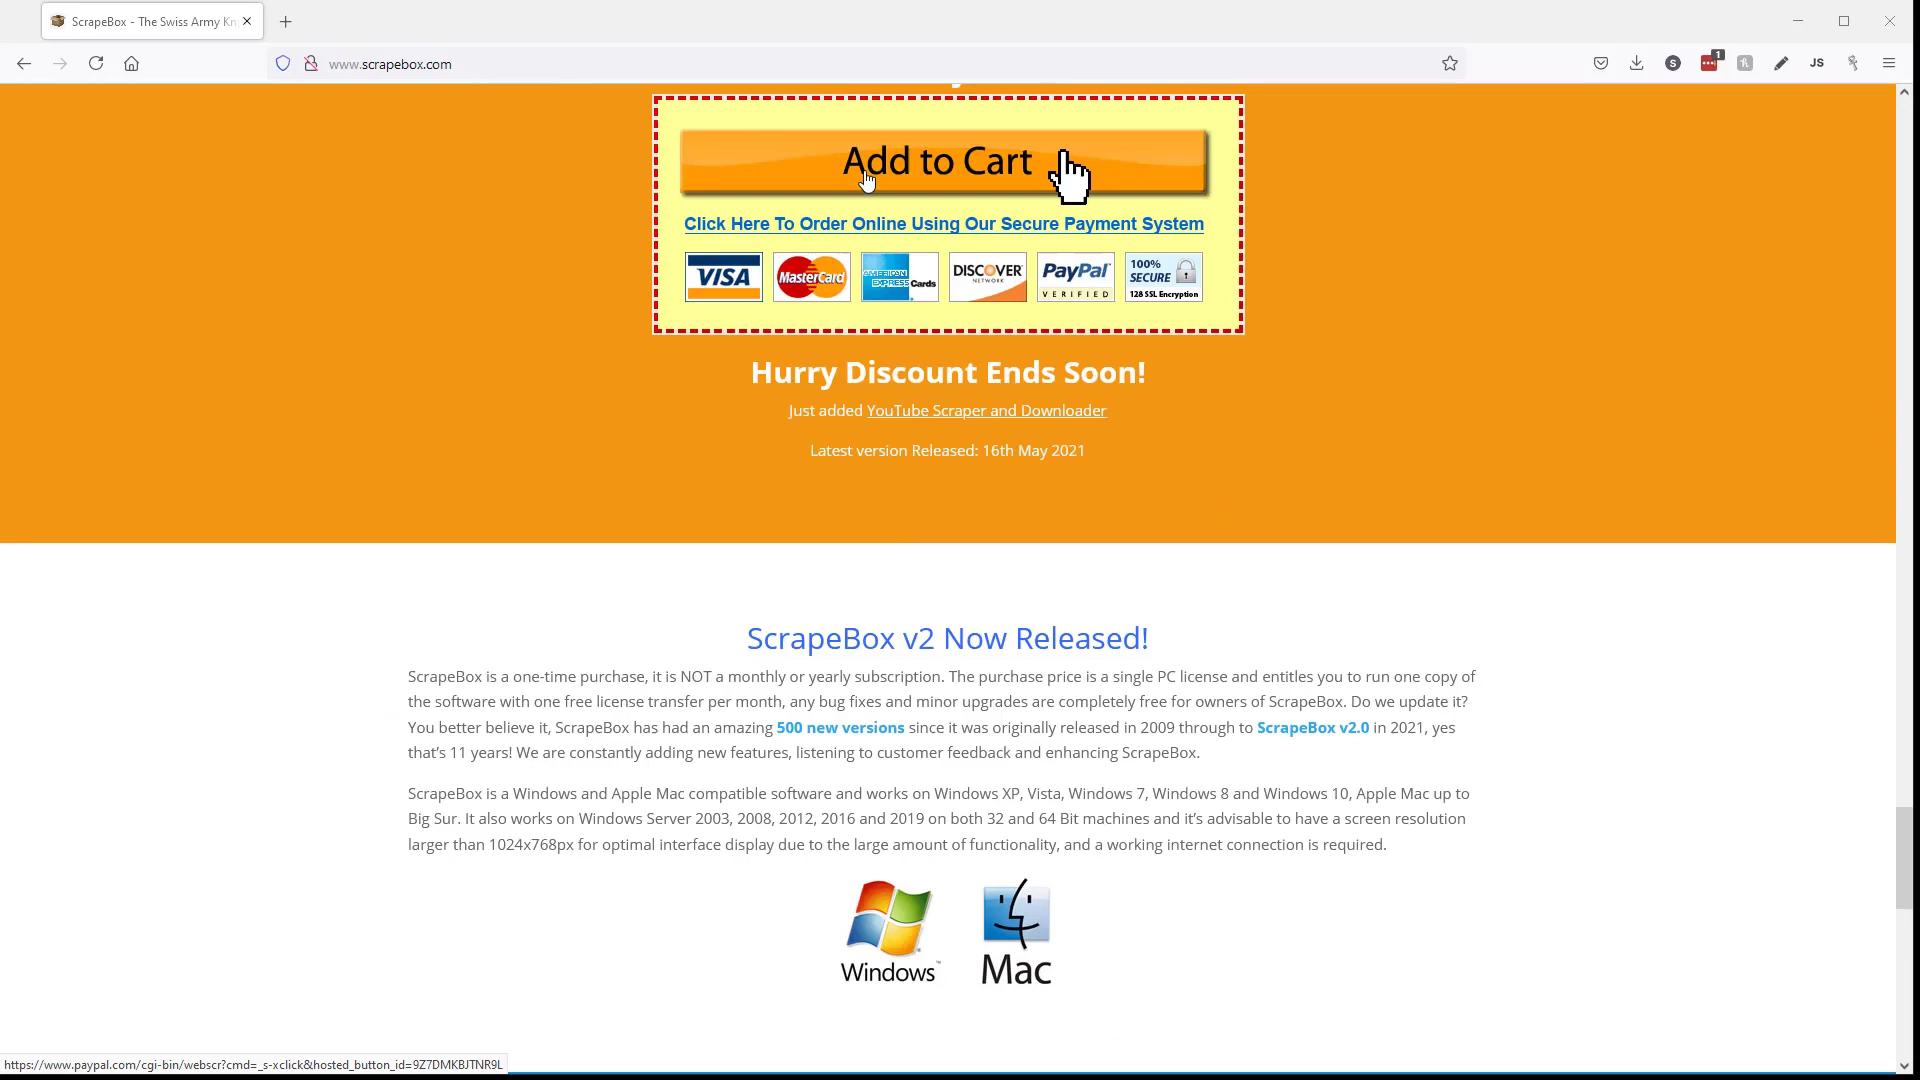 ScrapeBox - The Swiss Army Kn
www.scrapebox.com
S
1
JS
Add to Cart
Click Here To Order Online Using Our Secure Payment System
VISA
MasterCard
AMERICAN EXPRESS Cards
DISCOVER NETWORK
PayPal VERIFIED
100% SECURE 128 SSL Encryption
Hurry Discount Ends Soon!
Just added YouTube Scraper and Downloader
Latest version Released: 16th May 2021
ScrapeBox v2 Now Released!
ScrapeBox is a one-time purchase, it is NOT a monthly or yearly subscription. The purchase price is a single PC license and entitles you to run one copy of
the software with one free license transfer per month, any bug fixes and minor upgrades are completely free for owners of ScrapeBox. Do we update it?
You better believe it, ScrapeBox has had an amazing 500 new versions since it was originally released in 2009 through to ScrapeBox v2.0 in 2021, yes
that's 11 years! We are constantly adding new features, listening to customer feedback and enhancing ScrapeBox.
ScrapeBox is a Windows and Apple Mac compatible software and works on Windows XP, Vista, Windows 7, Windows 8 and Windows 10, Apple Mac up to
Big Sur. It also works on Windows Server 2003, 2008, 2012, 2016 and 2019 on both 32 and 64 Bit machines and it's advisable to have a screen resolution
larger than 1024x768px for optimal interface display due to the large amount of functionality, and a working internet connection is required.
Windows™
Mac
https://www.paypal.com/cgi-bin/webscr?cmd=_s-xclick&hosted_button_id=9Z7DMKBJTNR9L